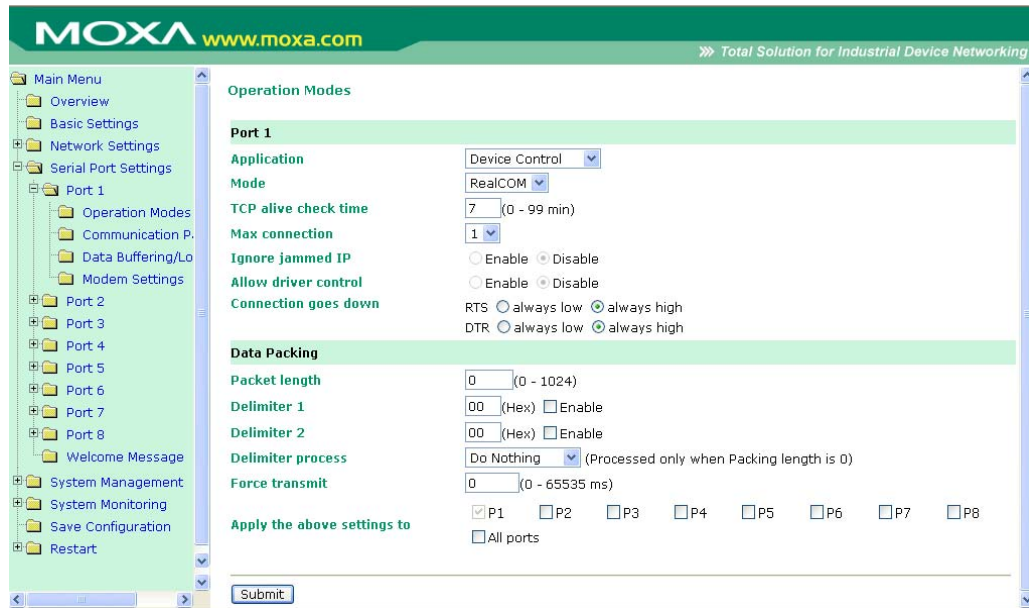 MOXA www.moxa.com
Total Solution for Industrial Device Networking
Main Menu
Overview
Basic Settings
Network Settings
Serial Port Settings
Port 1
Operation Modes
Communication P
Data Buffering/Lo
Modem Settings
Port 2
Port 3
Port 4
Port 5
Port 6
Port 7
Port 8
Welcome Message
System Management
System Monitoring
Save Configuration
Restart
Operation Modes
Port 1
Application Device Control
Mode RealCOM
TCP alive check time 7 (0 - 99 min)
Max connection 1
Ignore jammed IP Enable Disable
Allow driver control Enable Disable
Connection goes down RTS always low always high
DTR always low always high
Data Packing
Packet length 0 (0 - 1024)
Delimiter 1 00 (Hex) Enable
Delimiter 2 00 (Hex) Enable
Delimiter process Do Nothing (Processed only when Packing length is 0)
Force transmit 0 (0 - 65535 ms)
Apply the above settings to P1 P2 P3 P4 P5 P6 P7 P8
All ports
Submit